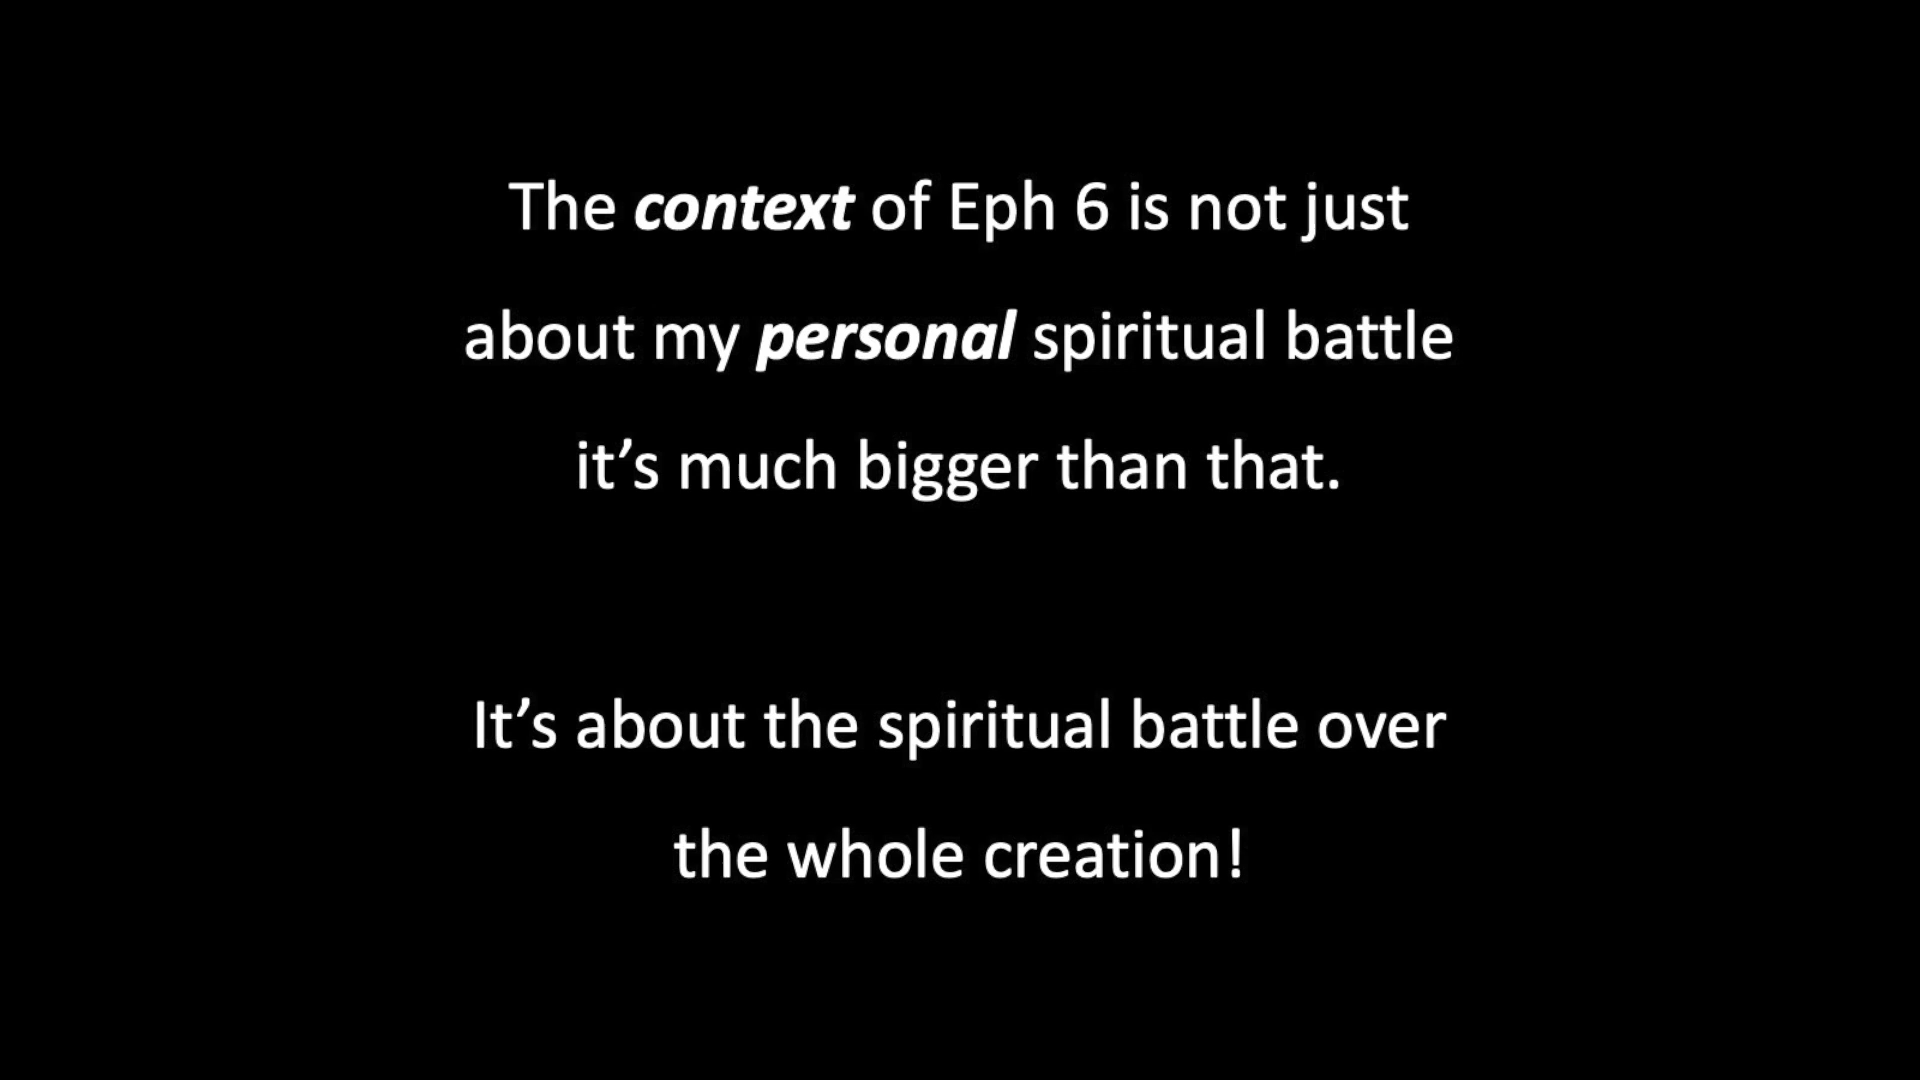 The context of Eph 6 is not just
about my personal spiritual battle
it’s much bigger than that.
It’s about the spiritual battle over
the whole creation!